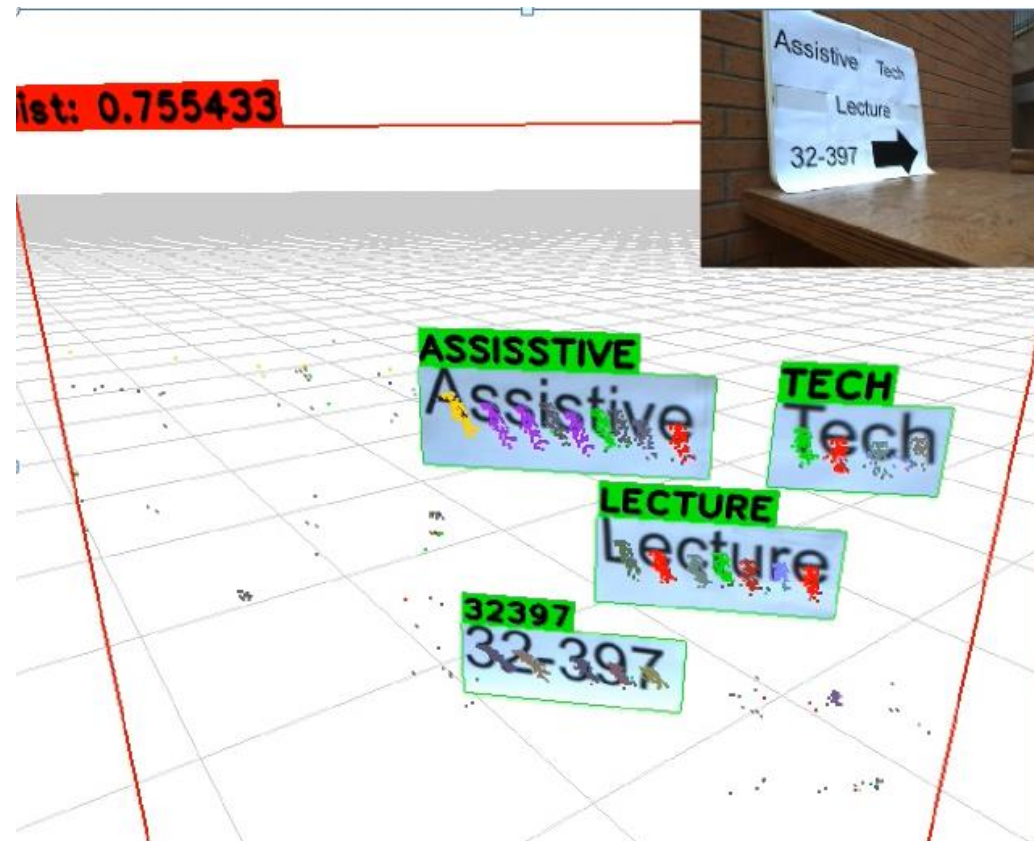 ist: 0.755433
Assistive Tech
Lecture
32-397
ASSISSTIVE
Assistive
TECH
Tech
LECTURE
Lecture
32397
32-397